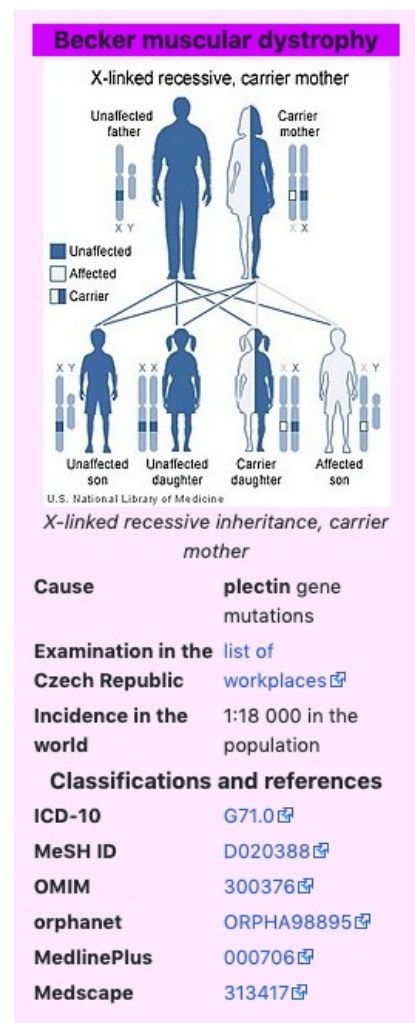 Becker muscular dystrophy
X-linked recessive, carrier mother
Unaffected
father
Carrier
mother
X Y
X X
Unaffected
Affected
Carrier
X Y
X X
X X
X Y
Unaffected
son
Unaffected
daughter
Carrier
daughter
Affected
son
U.S. National Library of Medicine
X-linked recessive inheritance, carrier
mother
Cause
plectin gene
mutations
Examination in the
Czech Republic
list of
workplaces
Incidence in the
world
1:18 000 in the
population
Classifications and references
ICD-10 G71.0
MeSH ID D020388
OMIM 300376
orphanet ORPHA98895
MedlinePlus 000706
Medscape 313417